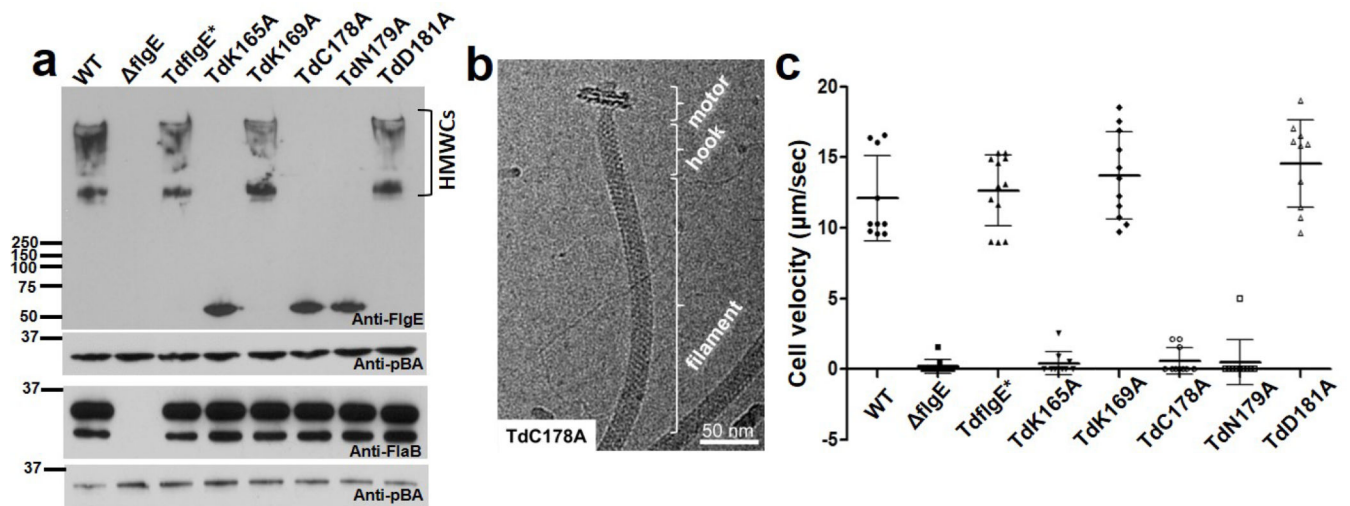 a
WT ΔflgE TdflgE* TdK165A TdK169A TdC178A TdN179A TdD181A
HMWCs
250
150
100
75
50
Anti-FlgE
37
Anti-pBA
37
Anti-FlaB
37
Anti-pBA
b
motor
hook
filament
TdC178A
50 nm
c
Cell velocity (µm/sec)
20
15
10
5
0
-5
WT ΔflgE TdflgE* TdK165A TdK169A TdC178A TdN179A TdD181A